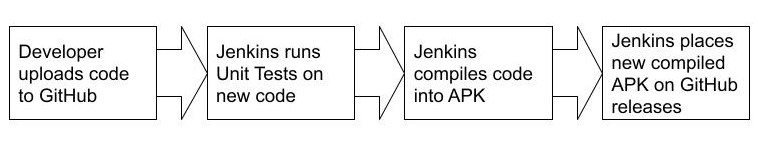 Developer
uploads code
to GitHub
Jenkins runs
Unit Tests on
new code
Jenkins
compiles code
into APK
Jenkins places
new compiled
APK on GitHub
releases